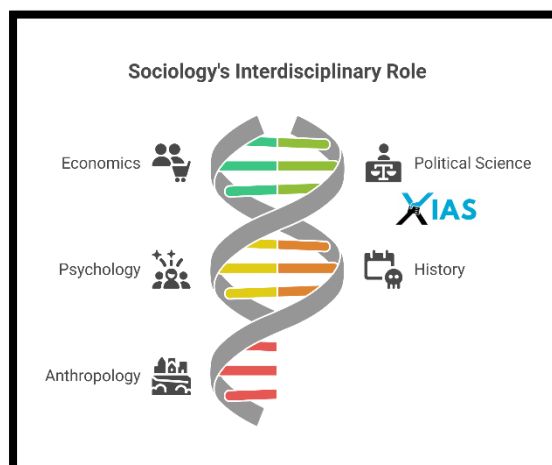 Sociology's Interdisciplinary Role
Economics
Political Science
XIAS
Psychology
History
Anthropology